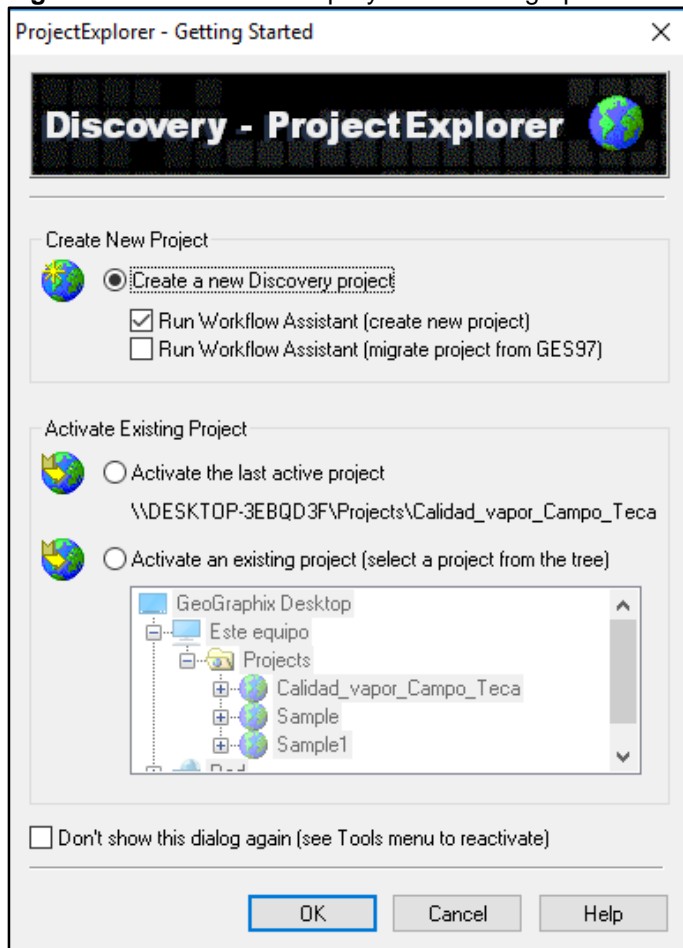 ProjectExplorer - Getting Started
Discovery - ProjectExplorer
Create New Project
Create a new Discovery project
Run Workflow Assistant (create new project)
Run Workflow Assistant (migrate project from GES97)
Activate Existing Project
Activate the last active project
\\DESKTOP-3EBQD3F\Projects\Calidad_vapor_Campo_Teca
Activate an existing project (select a project from the tree)
GeoGraphix Desktop
Este equipo
Projects
Calidad_vapor_Campo_Teca
Sample
Sample1
Don't show this dialog again (see Tools menu to reactivate)
OK Cancel Help